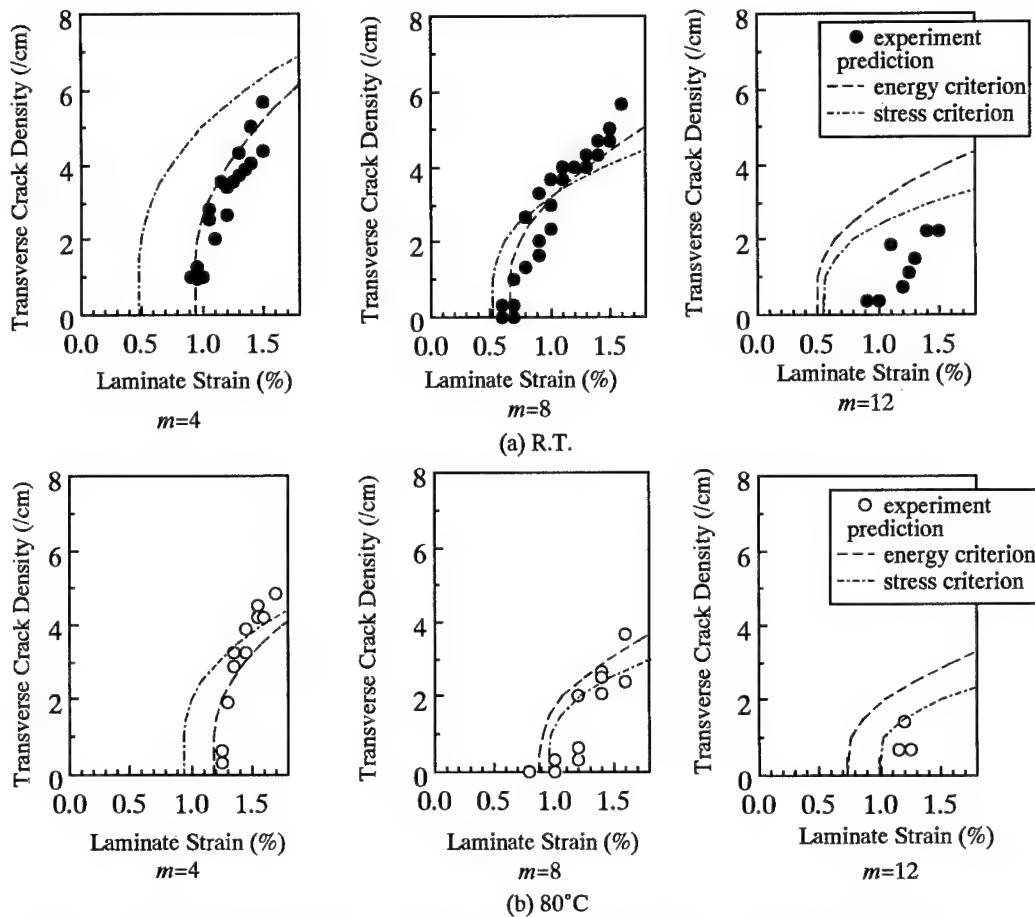 Transverse Crack Density (/cm)
8
6
4
2
0
0.0 0.5 1.0 1.5
Laminate Strain (%)
m=4
Transverse Crack Density (/cm)
8
6
4
2
0
0.0 0.5 1.0 1.5
Laminate Strain (%)
m=8
Transverse Crack Density (/cm)
8
6
4
2
0
0.0 0.5 1.0 1.5
Laminate Strain (%)
m=12
experiment
prediction
energy criterion
stress criterion
(a) R.T.
Transverse Crack Density (/cm)
8
6
4
2
0
0.0 0.5 1.0 1.5
Laminate Strain (%)
m=4
Transverse Crack Density (/cm)
8
6
4
2
0
0.0 0.5 1.0 1.5
Laminate Strain (%)
m=8
Transverse Crack Density (/cm)
8
6
4
2
0
0.0 0.5 1.0 1.5
Laminate Strain (%)
m=12
experiment
prediction
energy criterion
stress criterion
(b) 80°C